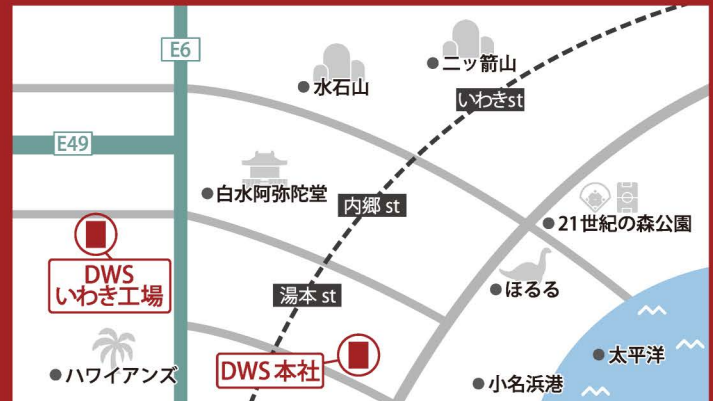 E6
水石山
二ッ箭山
いわきst
E49
白水阿弥陀堂
内郷 st
21世紀の森公園
DWS
いわき工場
湯本 st
ほるる
ハワイアンズ
DWS 本社
小名浜港
太平洋